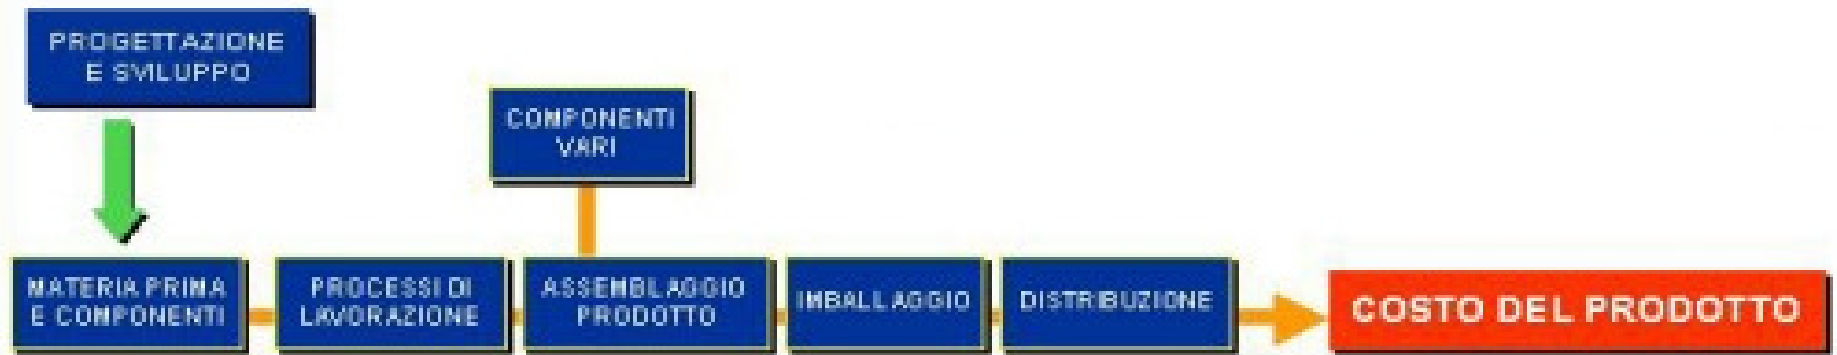 PROGETTAZIONE
E SVILUPPO
COMPONENTI
VARI
MATERIA PRIMA
E COMPONENTI
PROCESSI DI
LAVORAZIONE
ASSEMBLAGGIO
PRODOTTO
IMBALLAGGIO
DISTRIBUZIONE
COSTO DEL PRODOTTO